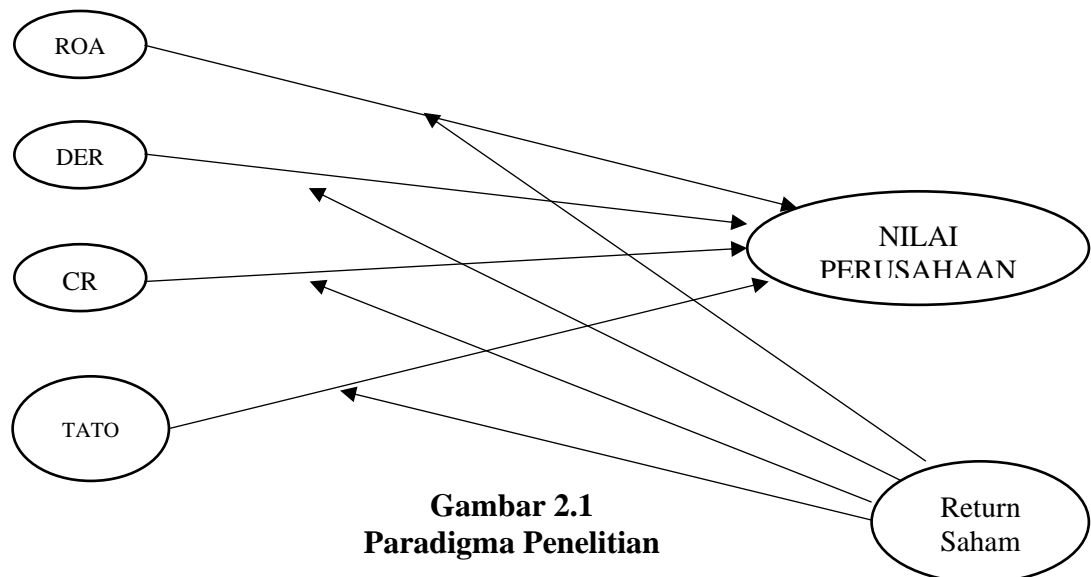 ROA
DER
CR
TATO
NILAI
PERUSAHAAN
Return
Saham
Gambar 2.1
Paradigma Penelitian